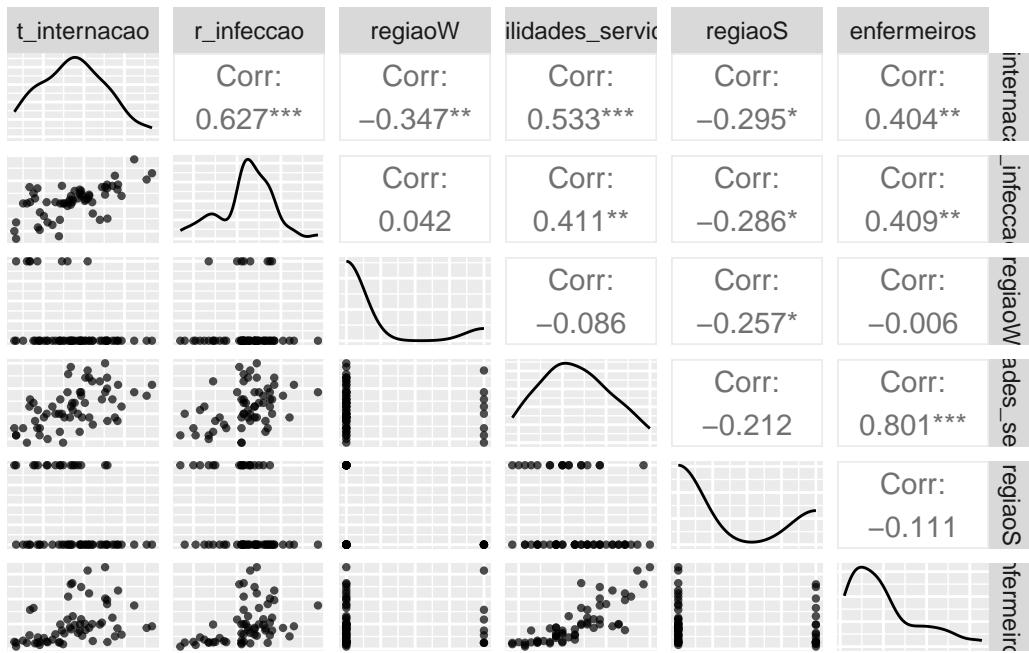 t_internacao r_infeccao regiaoW ilidades_servic regiaoS enfermeiros
Corr: Corr: Corr: Corr: Corr:
0.627*** −0.347** 0.533*** −0.295* 0.404**
internaca
Corr: Corr: Corr: Corr:
0.042 0.411** −0.286* 0.409**
_infecca
Corr: Corr: Corr:
−0.086 −0.257* −0.006
regiaoW
Corr: Corr:
−0.212 0.801***
ades_se
Corr:
−0.111
regiaoS
nfermeiro